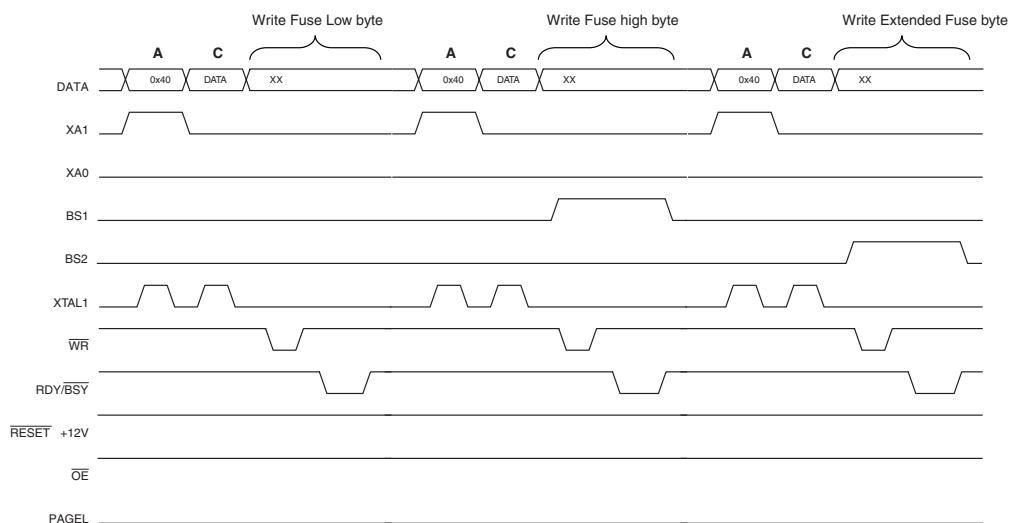 Write Fuse Low byte Write Fuse high byte Write Extended Fuse byte
A C A C A C
DATA 0x40 DATA XX 0x40 DATA XX 0x40 DATA XX
XA1
XA0
BS1
BS2
XTAL1
WR
RDY/BSY
RESET +12V
OE
PAGEL